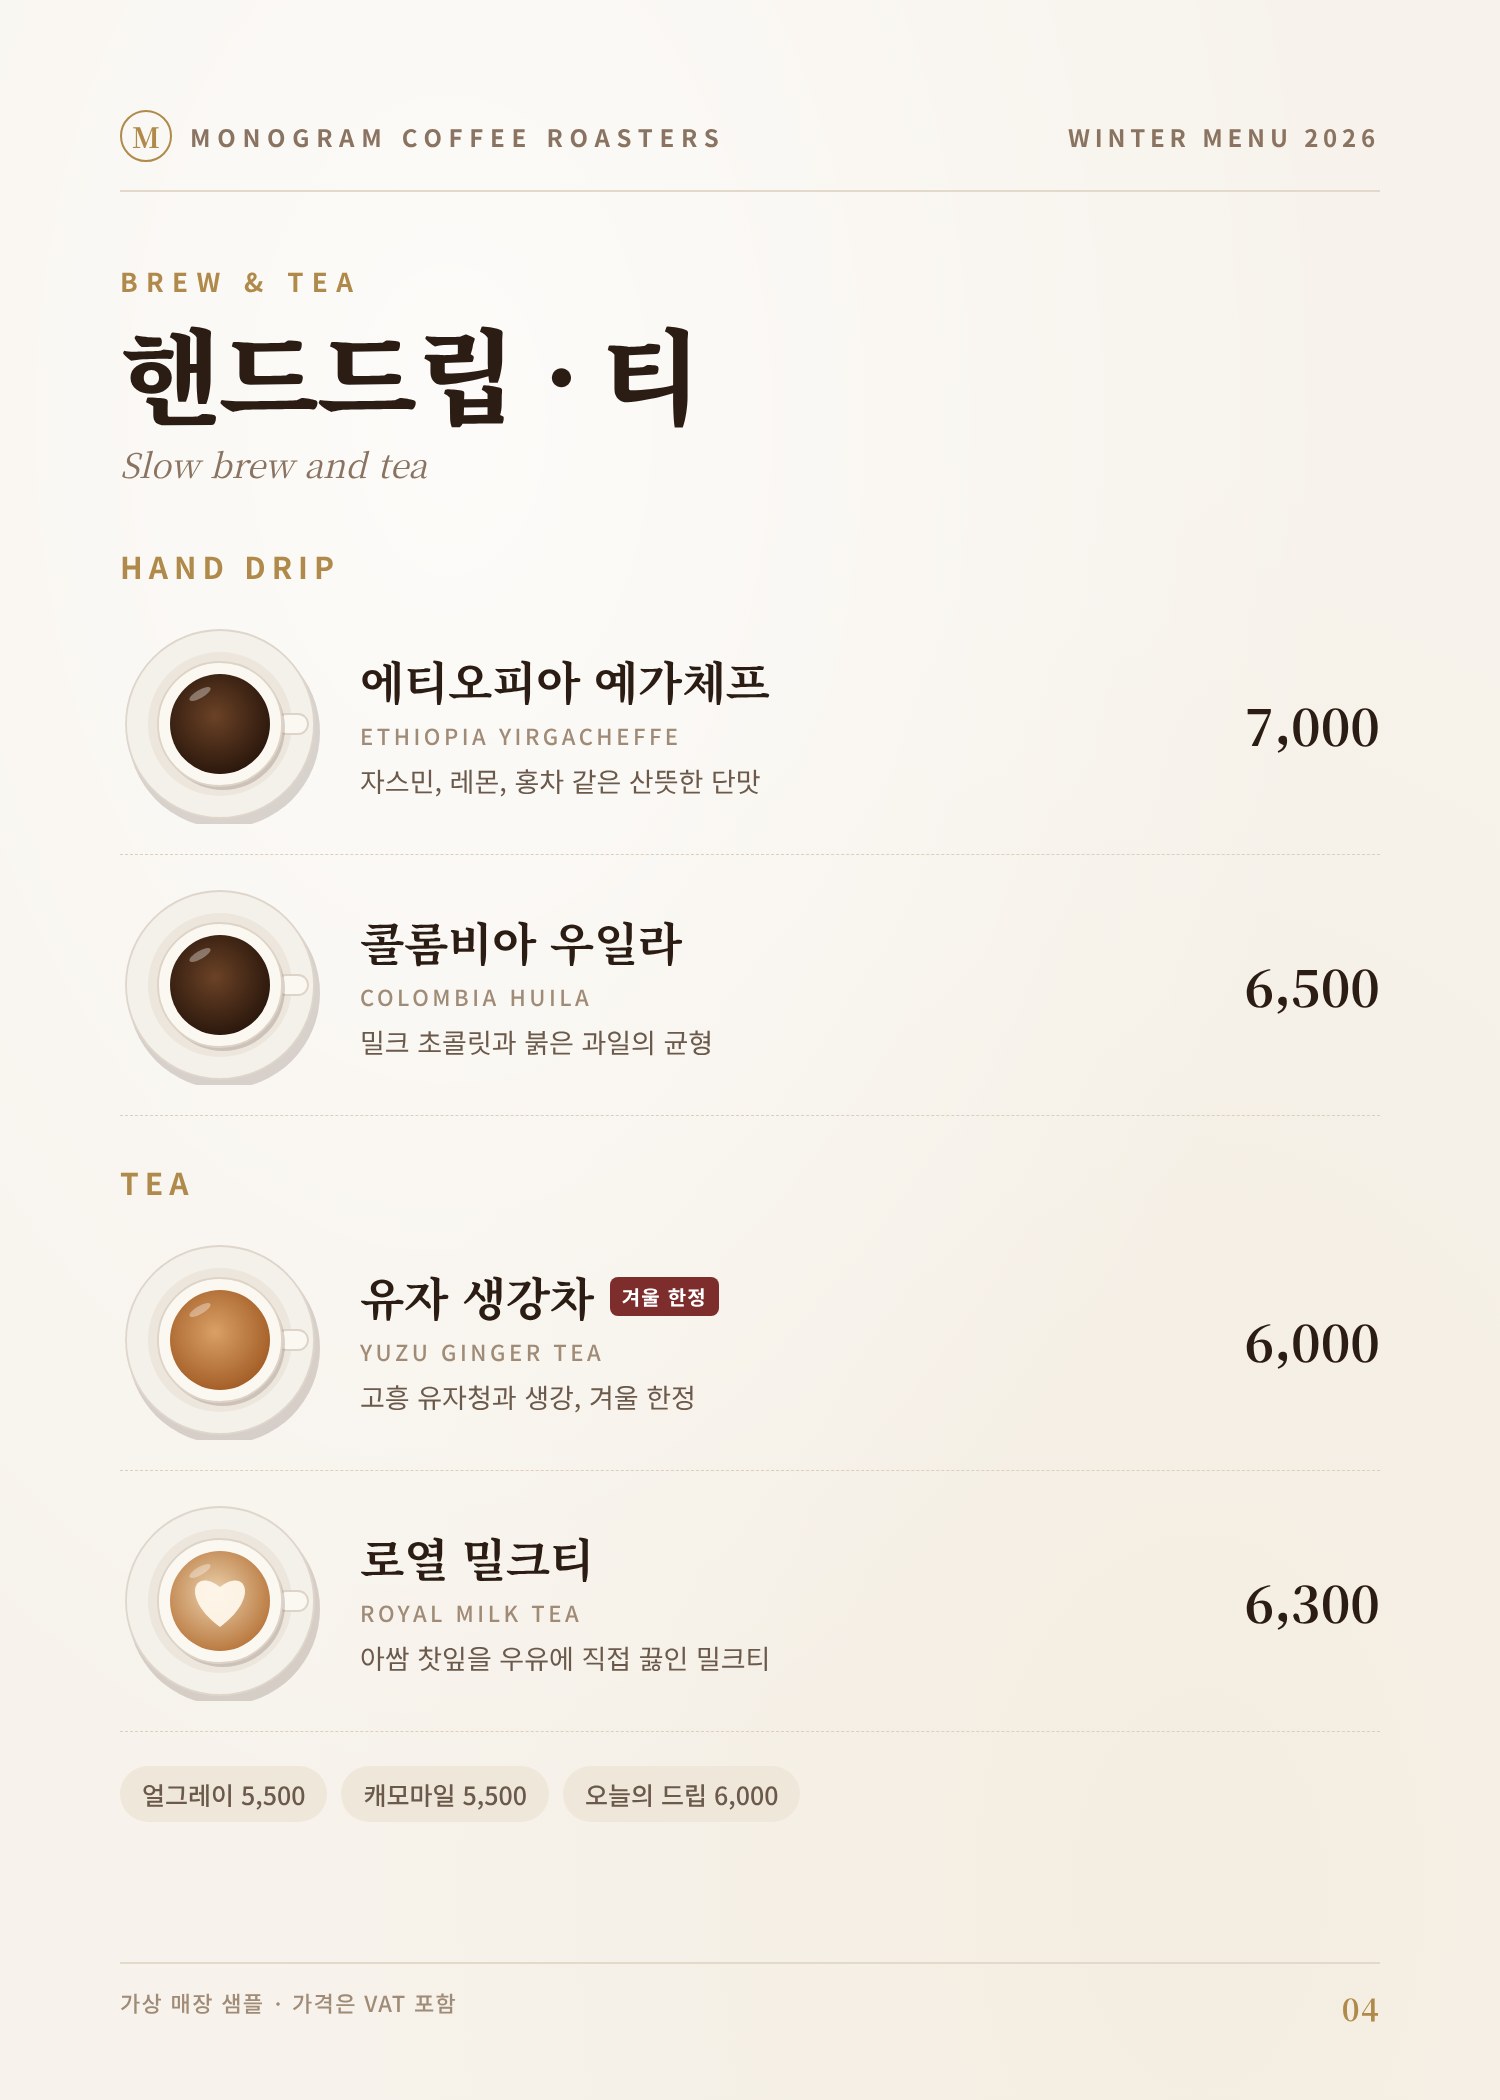 M MONOGRAM COFFEE ROASTERS
WINTER MENU 2026
BREW & TEA
핸드드립 · 티
Slow brew and tea
HAND DRIP
에티오피아 예가체프
ETHIOPIA YIRGACHEFFE
자스민, 레몬, 홍차 같은 산뜻한 단맛
7,000
콜롬비아 우일라
COLOMBIA HUILA
밀크 초콜릿과 붉은 과일의 균형
6,500
TEA
유자 생강차 겨울 한정
YUZU GINGER TEA
고흥 유자청과 생강, 겨울 한정
6,000
로열 밀크티
ROYAL MILK TEA
아쌈 찻잎을 우유에 직접 끓인 밀크티
6,300
얼그레이 5,500 캐모마일 5,500 오늘의 드립 6,000
가상 매장 샘플 · 가격은 VAT 포함
04